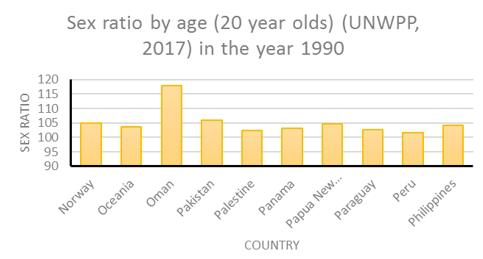 Sex ratio by age (20 year olds) (UNWPP,
2017) in the year 1990
120
115
110
105
100
95
90
SEX RATIO
Norway
Oceania
Oman
Pakistan
Palestine
Panama
Papua New...
Paraguay
Peru
Philippines
COUNTRY